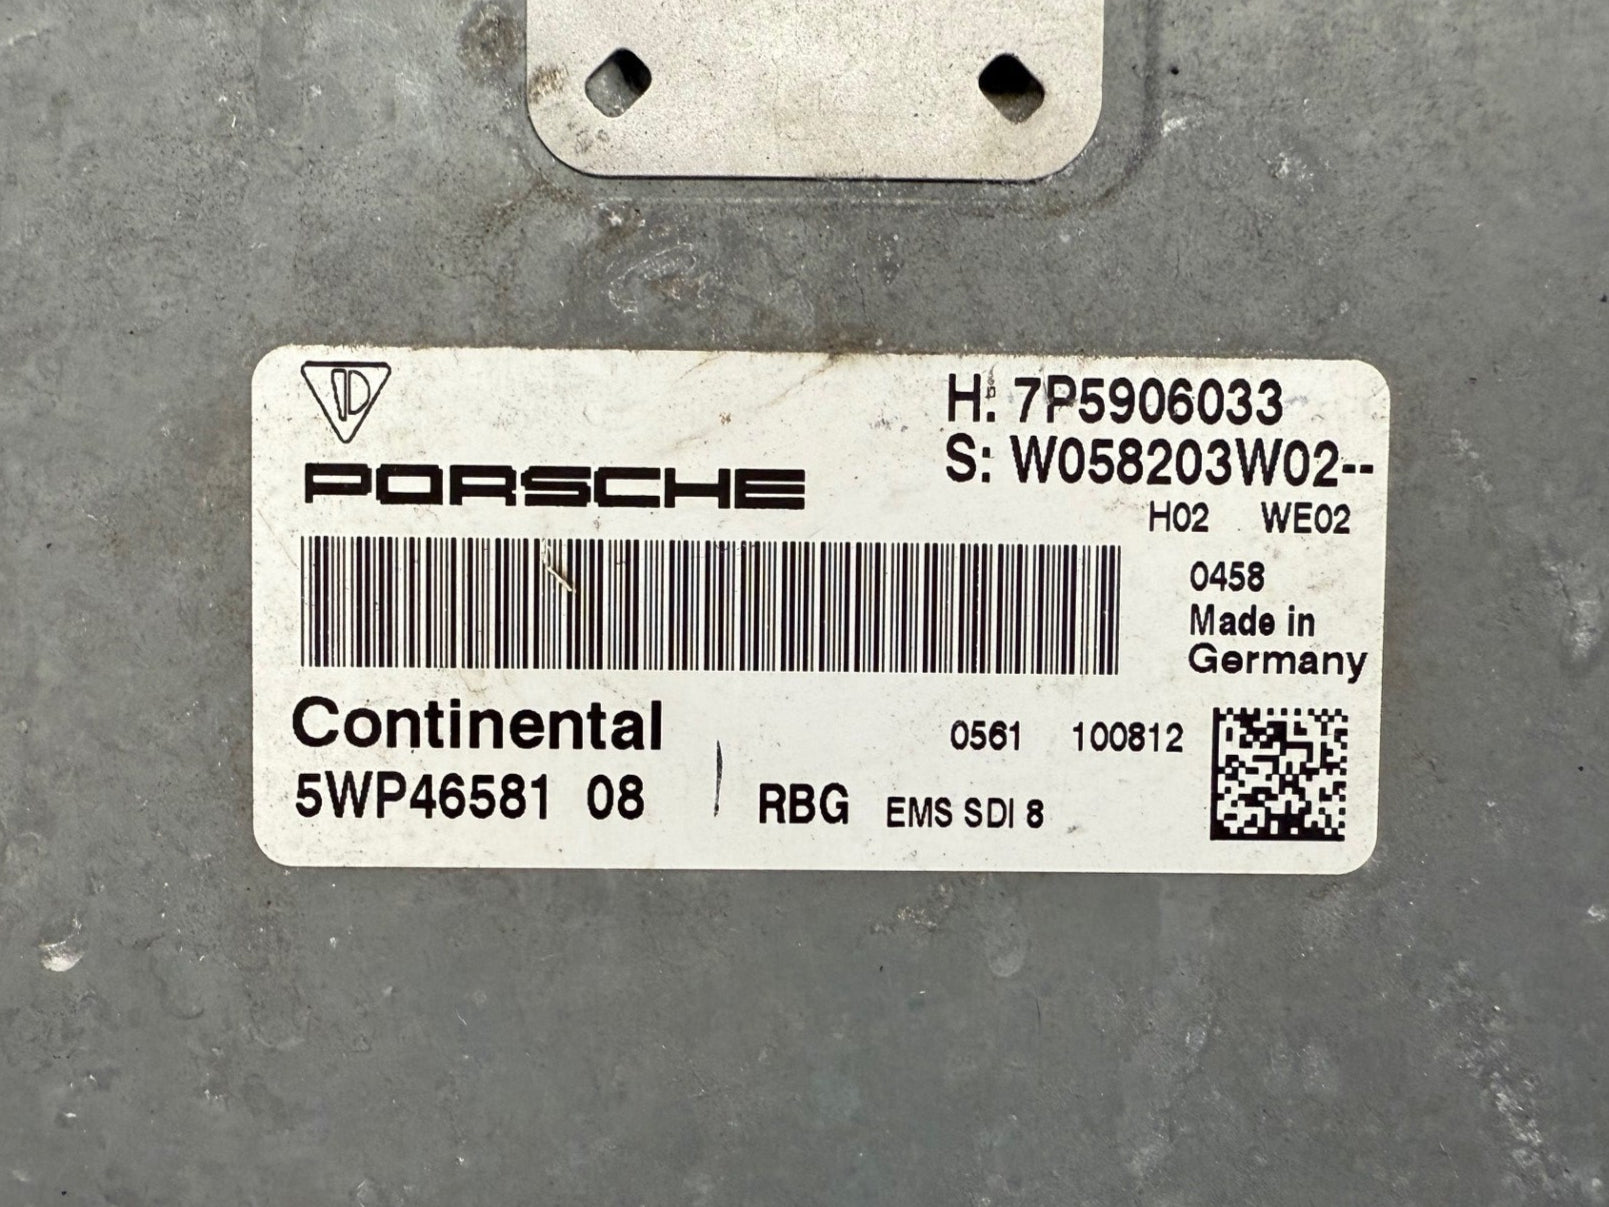 PORSCHE
H: 7P5906033
S: W058203W02--
H02 WE02
0458
Made in
Germany
Continental
0561 100812
5WP46581 08 RBG EMS SDI 8